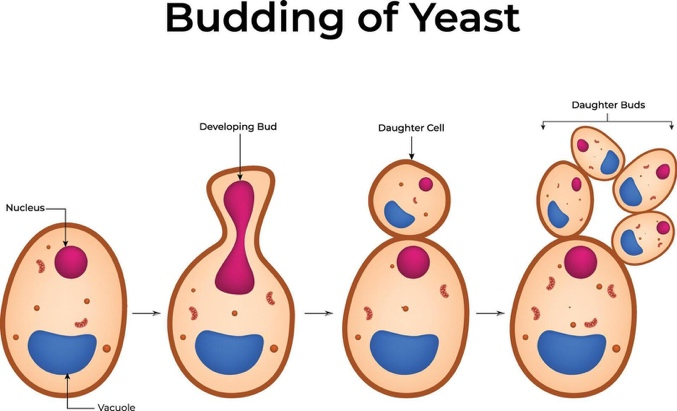 Budding of Yeast
Daughter Buds
Developing Bud
Daughter Cell
Nucleus
Vacuole